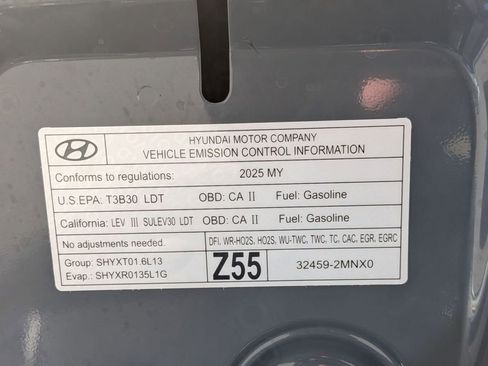 HYUNDAI MOTOR COMPANY
VEHICLE EMISSION CONTROL INFORMATION
Conforms to regulations: 2025 MY
U.S.EPA: T3B30 LDT OBD: CA II Fuel: Gasoline
California: LEV III SULEV30 LDT OBD: CA II Fuel: Gasoline
No adjustments needed. DFI, WR-HO2S, HO2S, WU-TWC, TWC, TC, CAC, EGR, EGRC
Group: SHYXT01.6L13
Evap.: SHYXR0135L1G
Z55
32459-2MNX0